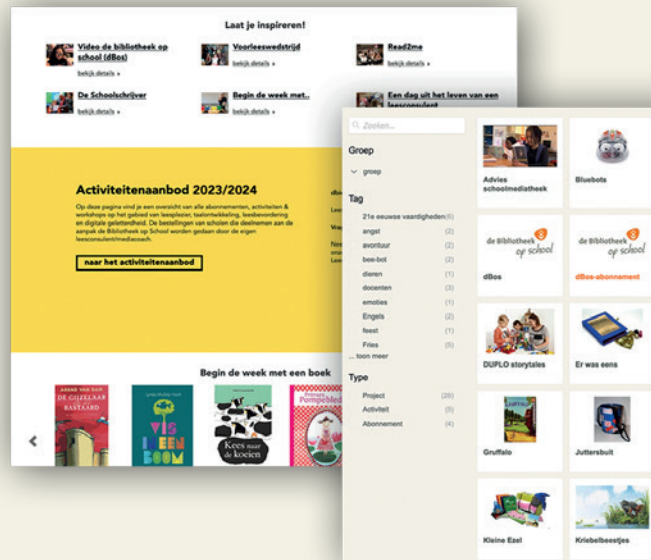 Laat je inspireren!
Video de bibliotheek op
school (dBos)
bekijk details »
Voorleeswedstrijd
bekijk details »
Read2me
bekijk details »
De Schoolschrijver
bekijk details »
Begin de week met..
bekijk details »
Een dag uit het leven van een
leesconsulent
Activiteitenaanbod 2023/2024
Op deze pagina vind je een overzicht van alle abonnementen, activiteiten &
workshops op het gebied van leesplezier, taalontwikkeling, leesbevordering
en digitale geletterdheid. De bestellingen van scholen die deelnemen aan de
aanpak de Bibliotheek op School worden gedaan door de eigen
leesconsulent/mediacoach.
naar het activiteitenaanbod
Begin de week met een boek
AREND VAN DAM
DE GIJZELAAR
EN DE
BASTAARD
VIS
IN EEN
BOOM
Kees naar
de koeien
Prinses
Pompebled
Zoeken...
Groep
groep
Tag
21e eeuwse vaardigheden (6)
angst (2)
avontuur (2)
bee-bot (2)
dieren (1)
docenten (3)
emoties (1)
Engels (2)
feest (1)
Fries (5)
... toon meer
Type
Project (26)
Activiteit (5)
Abonnement (4)
Advies
schoolmediatheek
Bluebots
de Bibliotheek
op school
dBos
de Bibliotheek
op school
dBos-abonnement
DUPLO storytales
Er was eens
Gruffalo
Juttersbuit
Kleine Ezel
Kriebelbeestjes